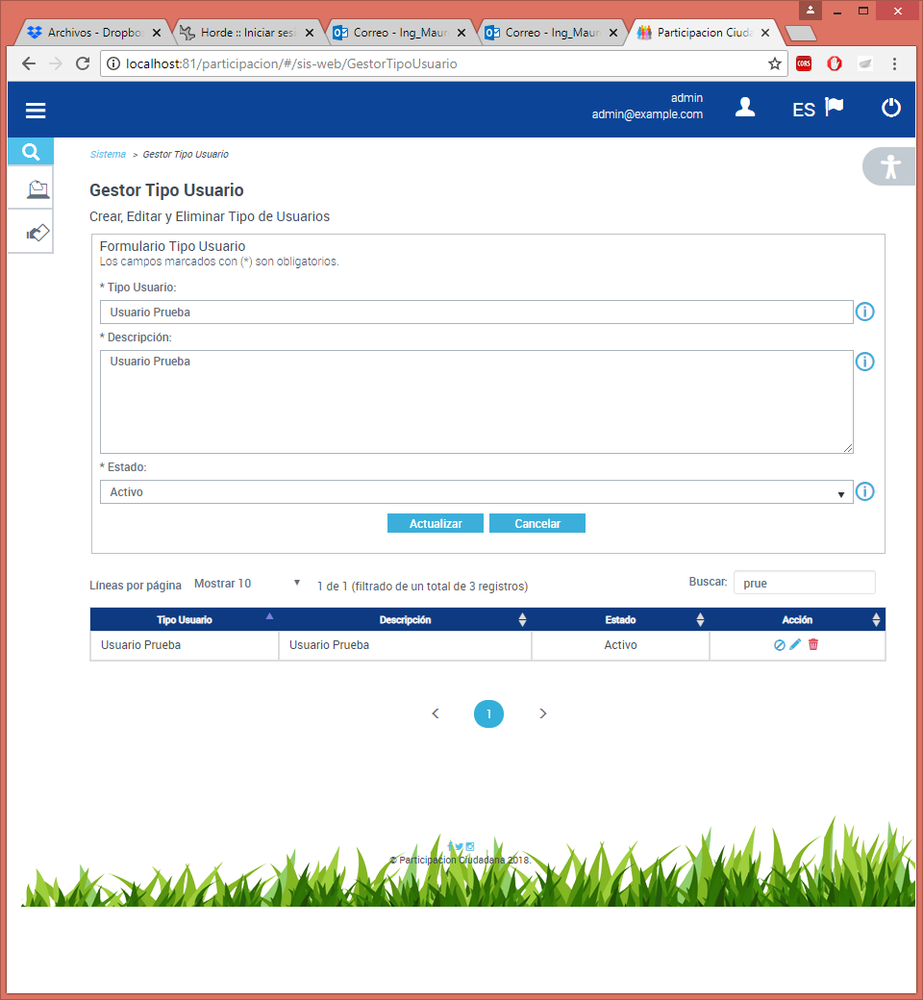 Archivos - Dropbo
Horde :: Iniciar sesi
Correo - Ing_Mauri
Correo - Ing_Mauri
Participacion Ciuda
localhost:81/participacion/#/sis-web/GestorTipoUsuario
CORS
admin
admin@example.com
ES
Sistema > Gestor Tipo Usuario
Gestor Tipo Usuario
Crear, Editar y Eliminar Tipo de Usuarios
Formulario Tipo Usuario
Los campos marcados con (*) son obligatorios.
* Tipo Usuario:
Usuario Prueba
* Descripción:
Usuario Prueba
* Estado:
Activo
Actualizar Cancelar
Líneas por página Mostrar 10 1 de 1 (filtrado de un total de 3 registros) Buscar: prue
Tipo Usuario Descripción Estado Acción
Usuario Prueba Usuario Prueba Activo
< 1 >
© Participacion Ciudadana 2018.